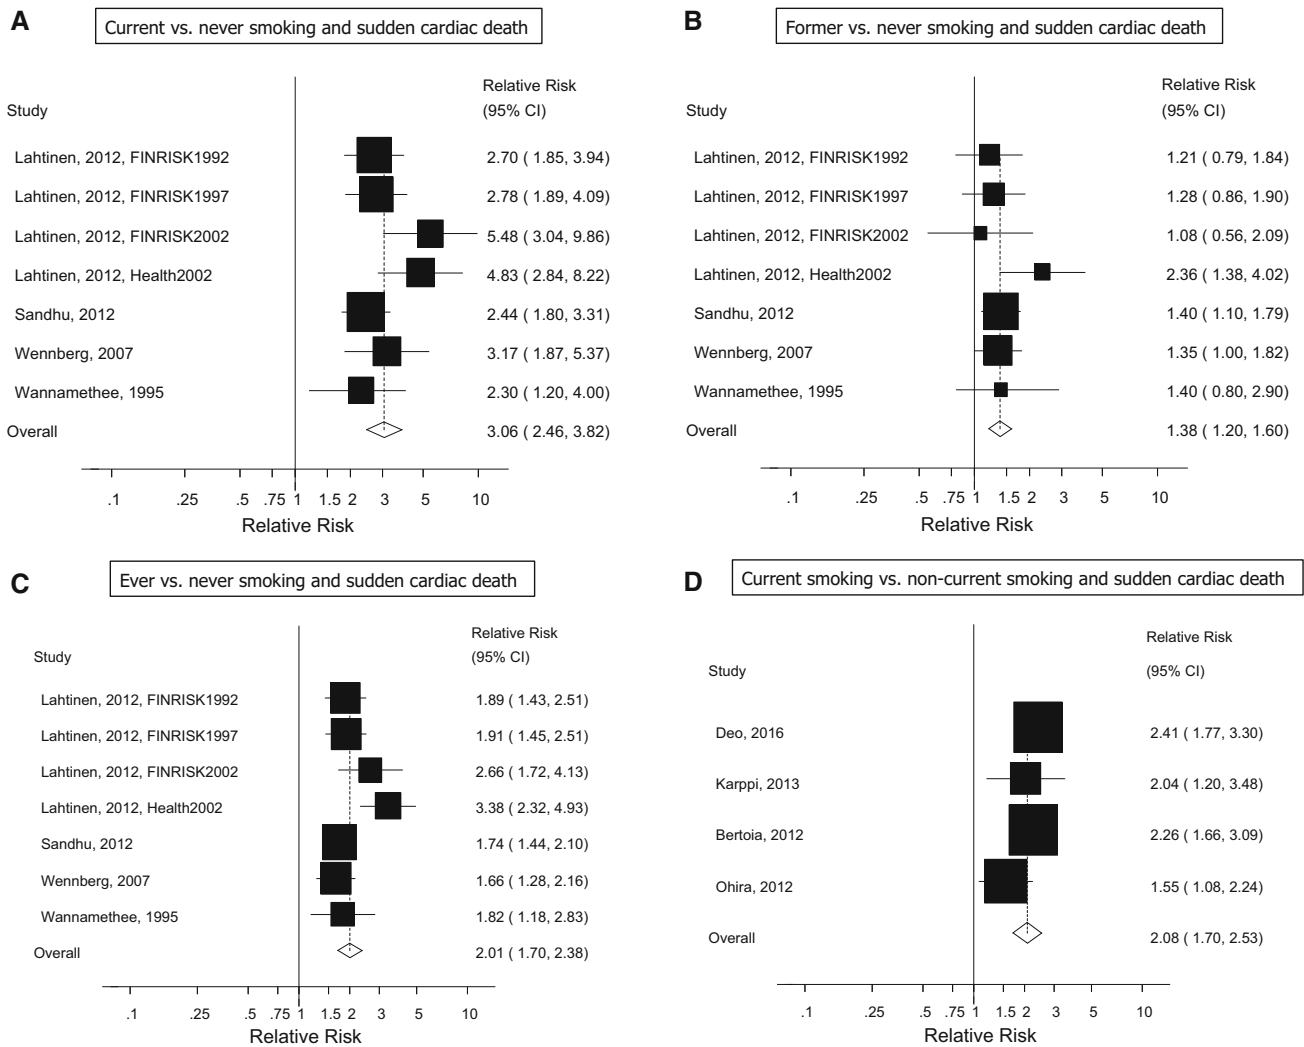 A
Current vs. never smoking and sudden cardiac death
Relative Risk
Study
(95% CI)
Lahtinen, 2012, FINRISK1992 2.70 ( 1.85, 3.94)
Lahtinen, 2012, FINRISK1997 2.78 ( 1.89, 4.09)
Lahtinen, 2012, FINRISK2002 5.48 ( 3.04, 9.86)
Lahtinen, 2012, Health2002 4.83 ( 2.84, 8.22)
Sandhu, 2012 2.44 ( 1.80, 3.31)
Wennberg, 2007 3.17 ( 1.87, 5.37)
Wannamethee, 1995 2.30 ( 1.20, 4.00)
Overall 3.06 ( 2.46, 3.82)
.1 .25 .5 .75 1 1.5 2 3 5 10
Relative Risk
B
Former vs. never smoking and sudden cardiac death
Relative Risk
Study
(95% CI)
Lahtinen, 2012, FINRISK1992 1.21 ( 0.79, 1.84)
Lahtinen, 2012, FINRISK1997 1.28 ( 0.86, 1.90)
Lahtinen, 2012, FINRISK2002 1.08 ( 0.56, 2.09)
Lahtinen, 2012, Health2002 2.36 ( 1.38, 4.02)
Sandhu, 2012 1.40 ( 1.10, 1.79)
Wennberg, 2007 1.35 ( 1.00, 1.82)
Wannamethee, 1995 1.40 ( 0.80, 2.90)
Overall 1.38 ( 1.20, 1.60)
.1 .25 .5 .75 1 1.5 2 3 5 10
Relative Risk
C
Ever vs. never smoking and sudden cardiac death
Relative Risk
Study (95% CI)
Lahtinen, 2012, FINRISK1992 1.89 ( 1.43, 2.51)
Lahtinen, 2012, FINRISK1997 1.91 ( 1.45, 2.51)
Lahtinen, 2012, FINRISK2002 2.66 ( 1.72, 4.13)
Lahtinen, 2012, Health2002 3.38 ( 2.32, 4.93)
Sandhu, 2012 1.74 ( 1.44, 2.10)
Wennberg, 2007 1.66 ( 1.28, 2.16)
Wannamethee, 1995 1.82 ( 1.18, 2.83)
Overall 2.01 ( 1.70, 2.38)
.1 .25 .5 .75 1 1.5 2 3 5 10
Relative Risk
D
Current smoking vs. non-current smoking and sudden cardiac death
Relative Risk
Study (95% CI)
Deo, 2016 2.41 ( 1.77, 3.30)
Karppi, 2013 2.04 ( 1.20, 3.48)
Bertoia, 2012 2.26 ( 1.66, 3.09)
Ohira, 2012 1.55 ( 1.08, 2.24)
Overall 2.08 ( 1.70, 2.53)
.1 .25 .5 .75 1 1.5 2 3 5 10
Relative Risk